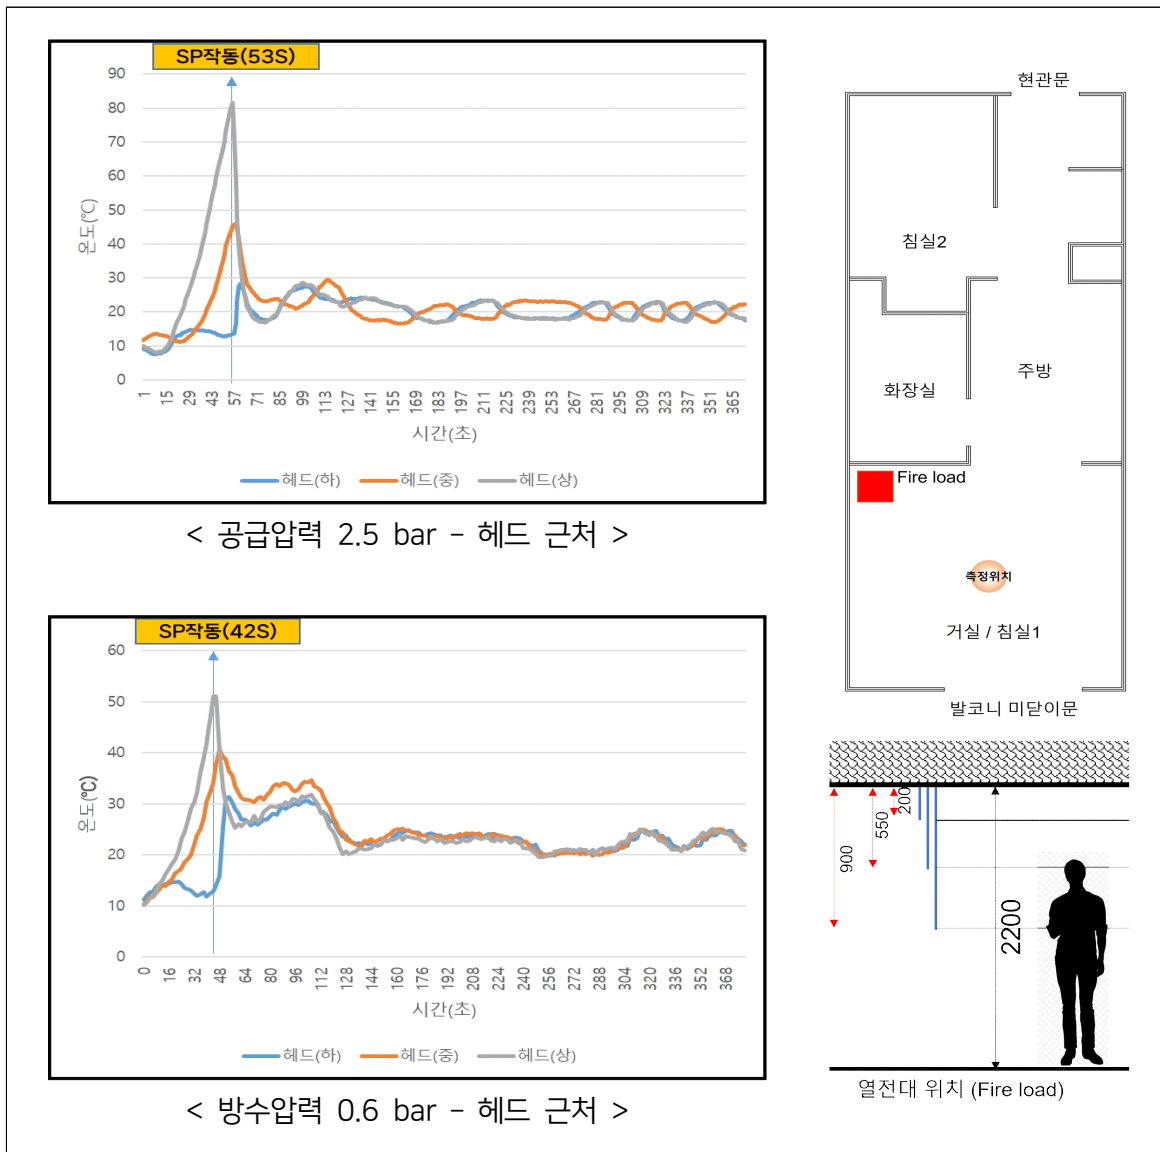 SP작동(53S)
90
80
70
60
50
40
30
20
10
0
온도(℃)
1 15 29 43 57 71 85 99 113 127 141 155 169 183 197 211 225 239 253 267 281 295 309 323 337 351 365
시간(초)
헤드(하) 헤드(중) 헤드(상)
< 공급압력 2.5 bar - 헤드 근처 >
SP작동(42S)
60
50
40
30
20
10
0
온도(℃)
0 16 32 48 64 80 96 112 128 144 160 176 192 208 224 240 256 272 288 304 320 336 352 368
시간(초)
헤드(하) 헤드(중) 헤드(상)
< 방수압력 0.6 bar - 헤드 근처 >
현관문
침실2
주방
화장실
Fire load
측정위치
거실 / 침실1
발코니 미닫이문
200
550
900
2200
열전대 위치 (Fire load)